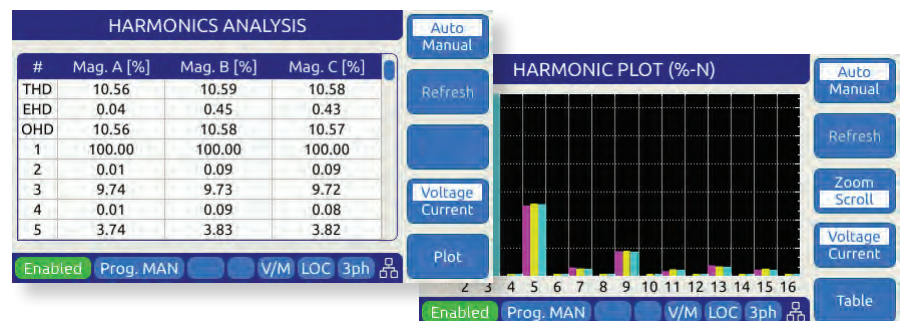 HARMONICS ANALYSIS
Auto
Manual
# Mag. A [%] Mag. B [%] Mag. C [%]
THD 10.56 10.59 10.58
EHD 0.04 0.45 0.43
OHD 10.56 10.58 10.57
1 100.00 100.00 100.00
2 0.01 0.09 0.09
3 9.74 9.73 9.72
4 0.01 0.09 0.08
5 3.74 3.83 3.82
Refresh
Voltage
Current
Plot
Enabled Prog. MAN V/M LOC 3ph
HARMONIC PLOT (%-N)
Auto
Manual
Refresh
Zoom
Scroll
Voltage
Current
Table
2 3 4 5 6 7 8 9 10 11 12 13 14 15 16
Enabled Prog. MAN V/M LOC 3ph